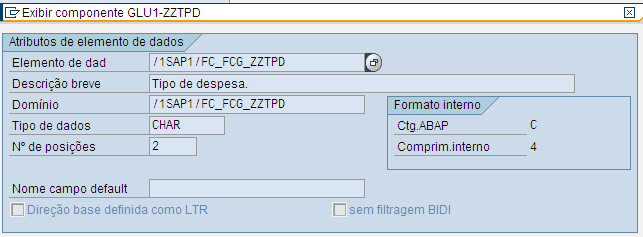 Exibir componente GLU1-ZZTPD
Atributos de elemento de dados
Elemento de dad /1SAP1/FC_FCG_ZZTPD
Descrição breve Tipo de despesa.
Domínio /1SAP1/FC_FCG_ZZTPD
Formato interno
Tipo de dados CHAR
Ctg.ABAP C
Nº de posições 2
Comprim.interno 4
Nome campo default
Direção base definida como LTR
sem filtragem BIDI